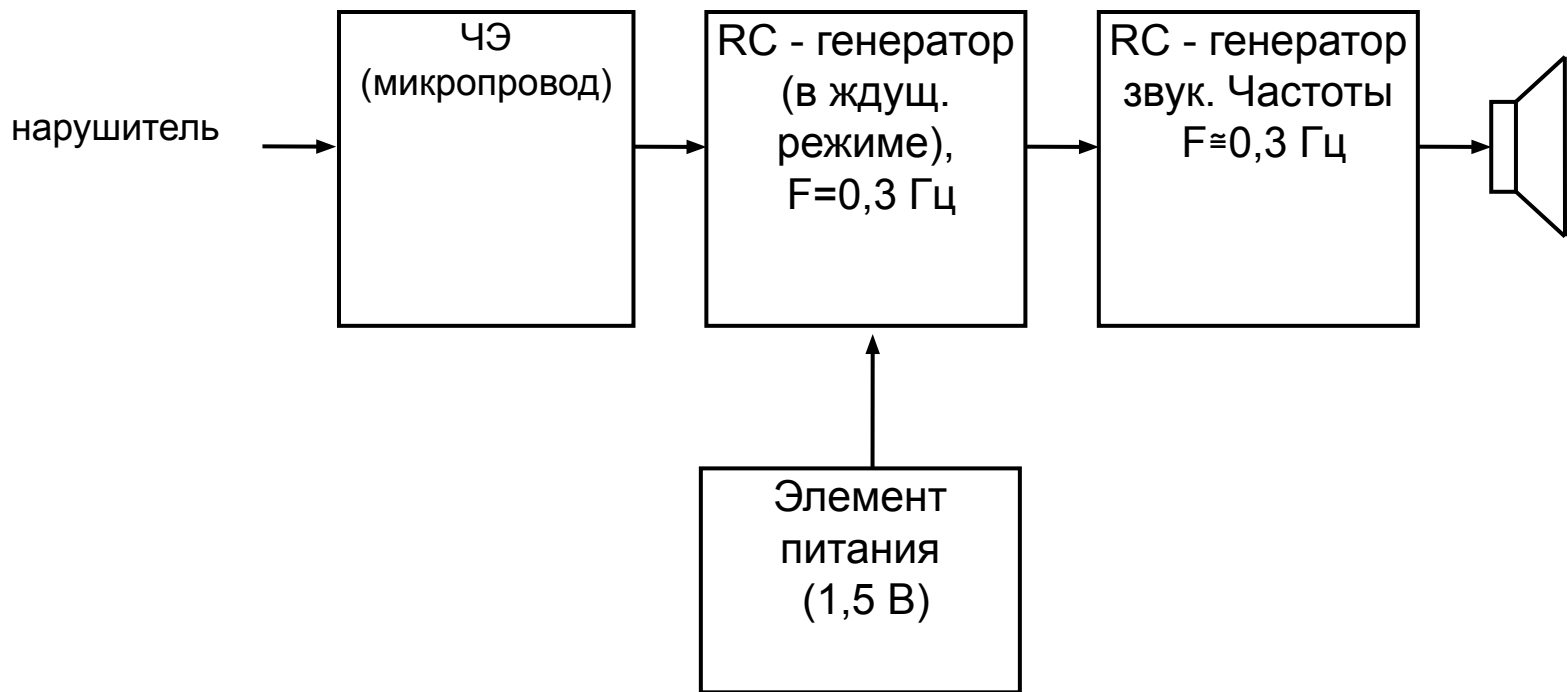 нарушитель
ЧЭ
(микропровод)
RC - генератор
(в ждущ.
режиме),
F=0,3 Гц
RC - генератор
звук. Частоты
F≅0,3 Гц
Элемент
питания
(1,5 В)